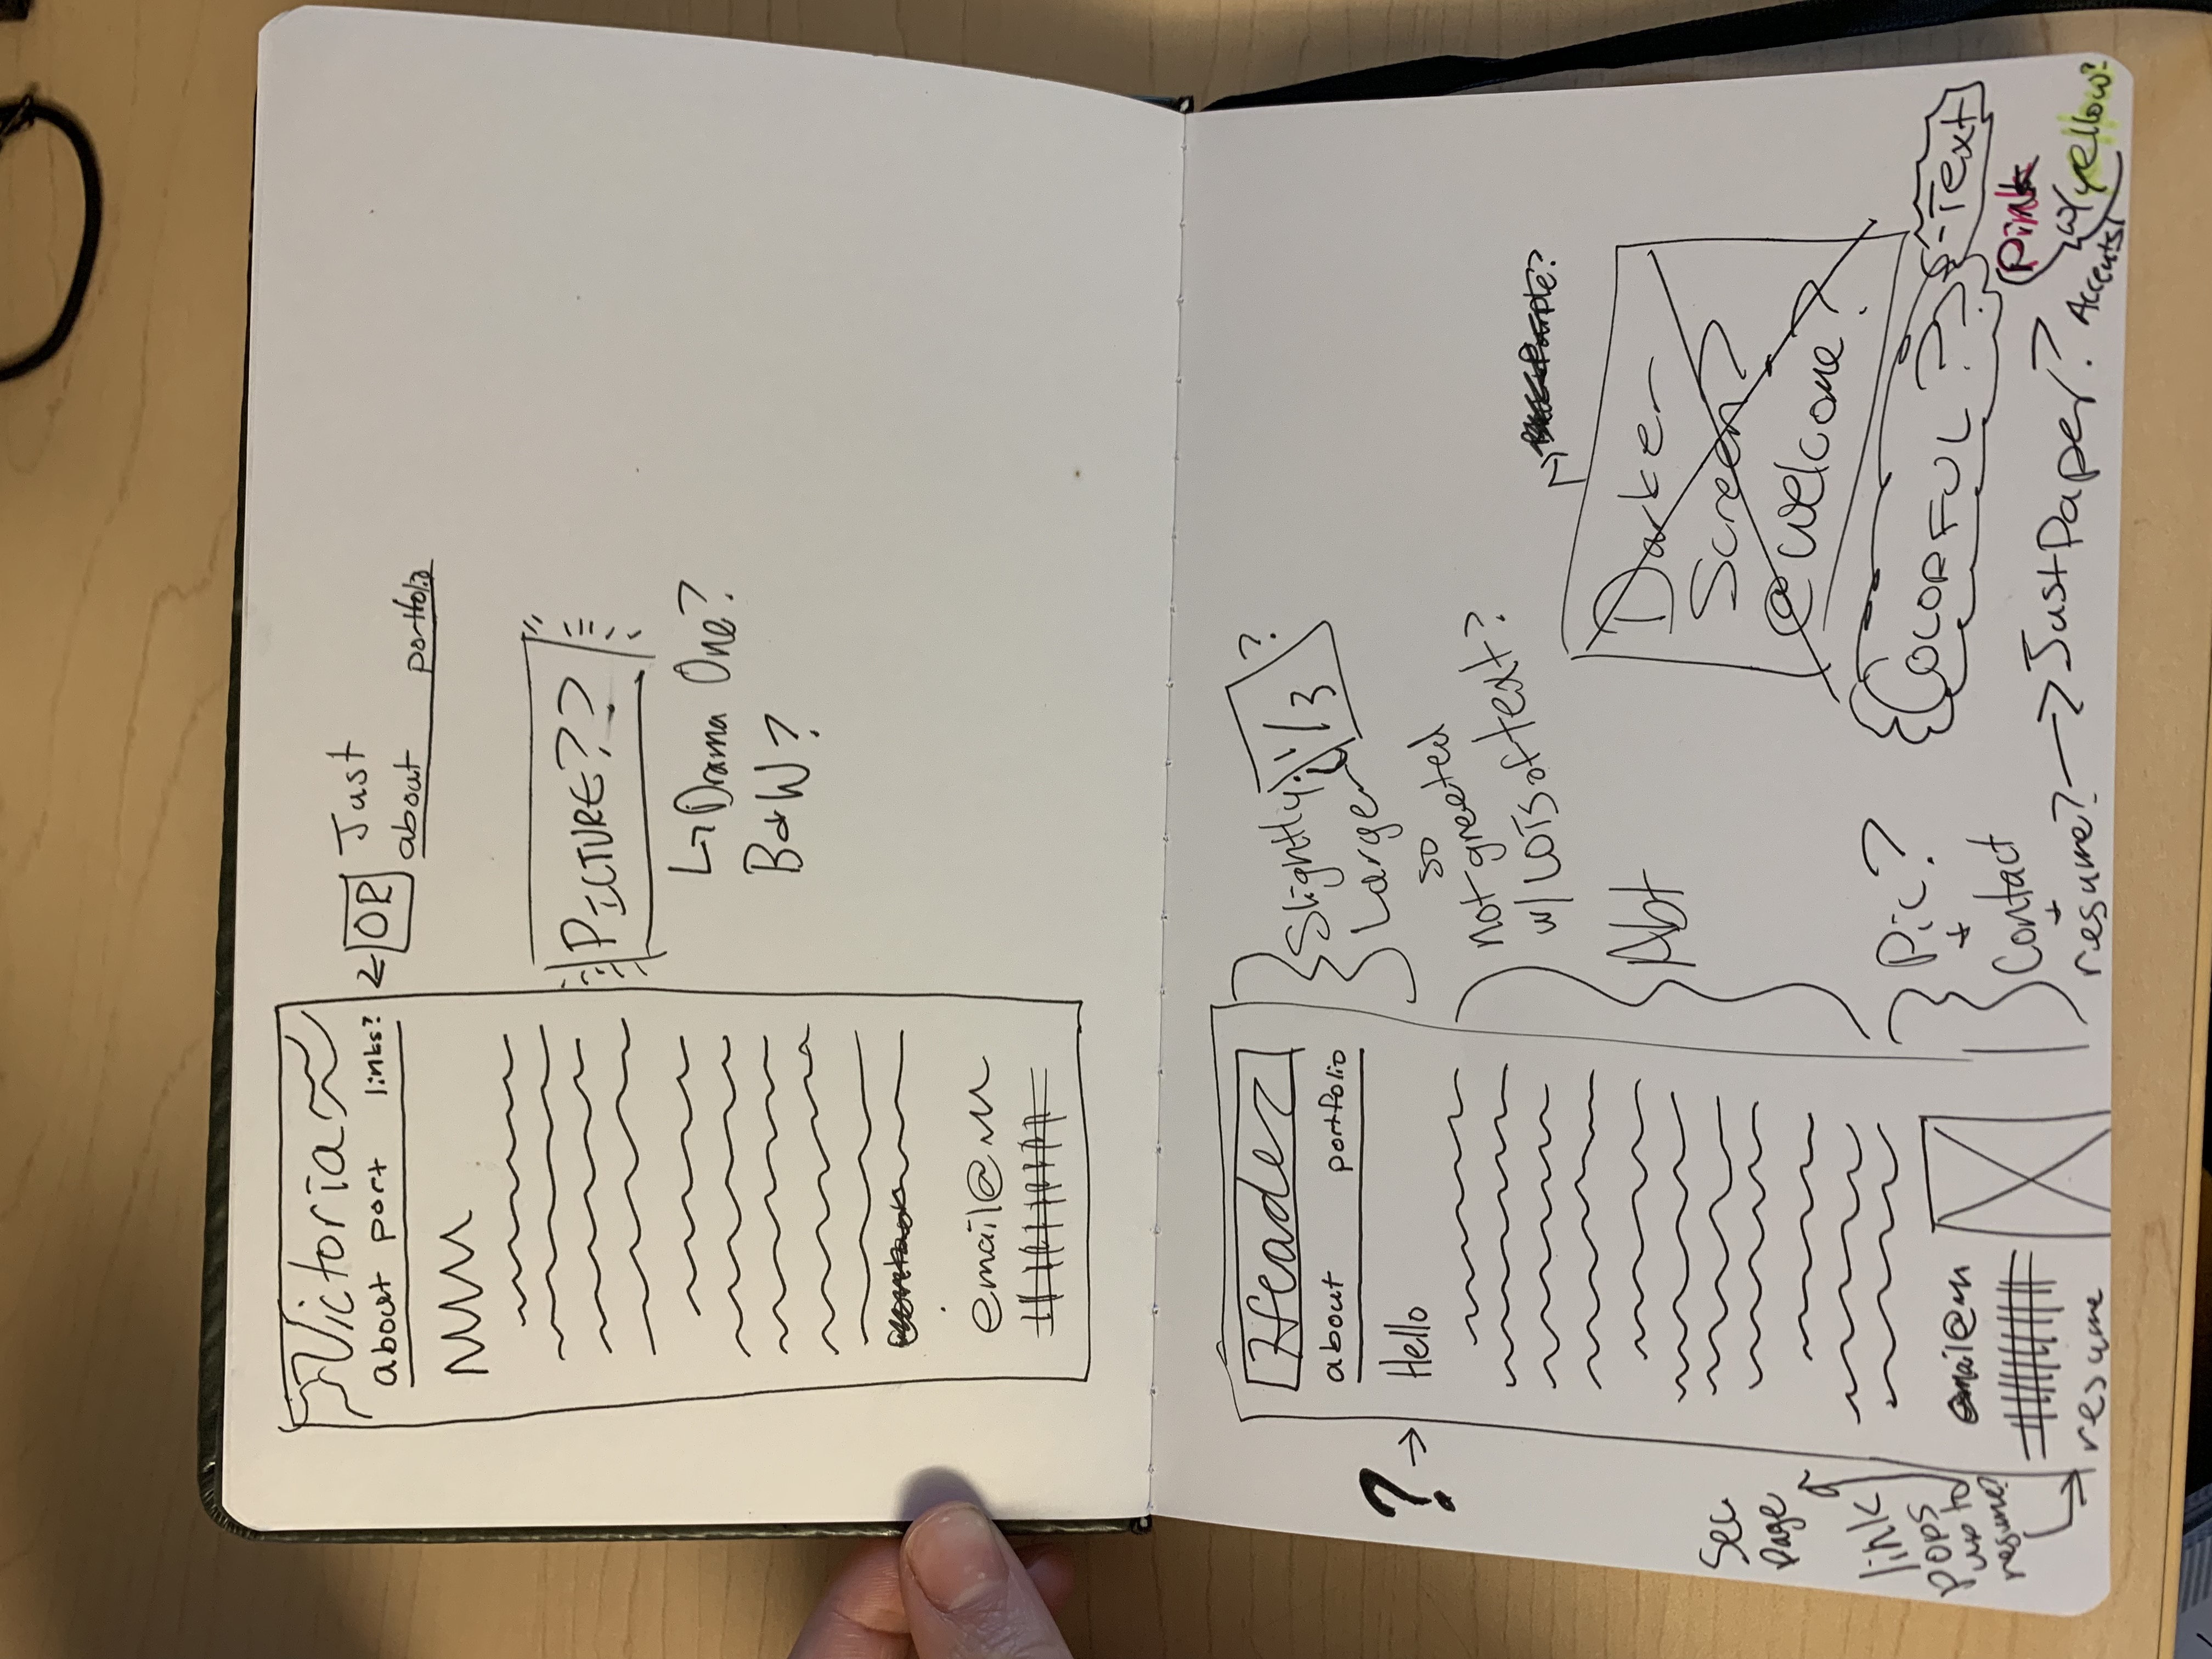 Victoria
about port links?
OR Just
about portfolio
PICTURE??
Drama One?
B&W?
email@
Header
about portfolio
Hello
?
Slightly
Larger
1/3 ?
so
not greeted
w/ LOTS of text?
Abt
Purple?
Darker
Screen?
@ welcome?
COLORFUL??
-Text
Pink
w/ yellow?
Accents!
Sec
Page
link
pops
up to
resume?
email@
resume
Pic?
+
Contact
+
resume? → Just Paper?